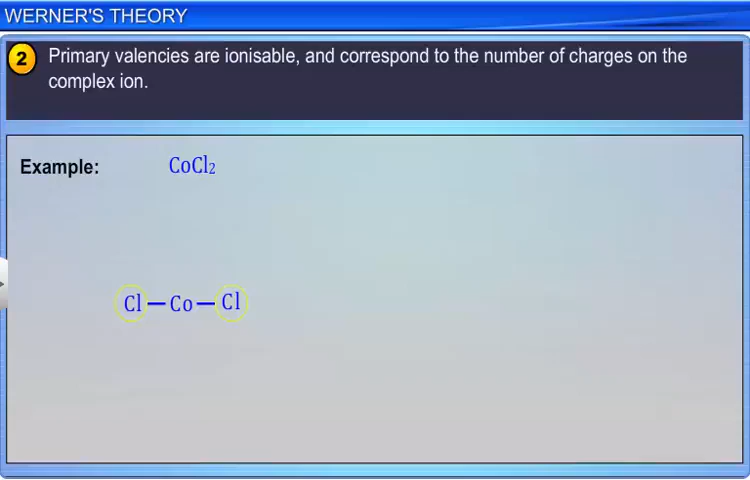 WERNER'S THEORY
2 Primary valencies are ionisable, and correspond to the number of charges on the
complex ion.
Example: CoCl₂
Cl — Co — Cl